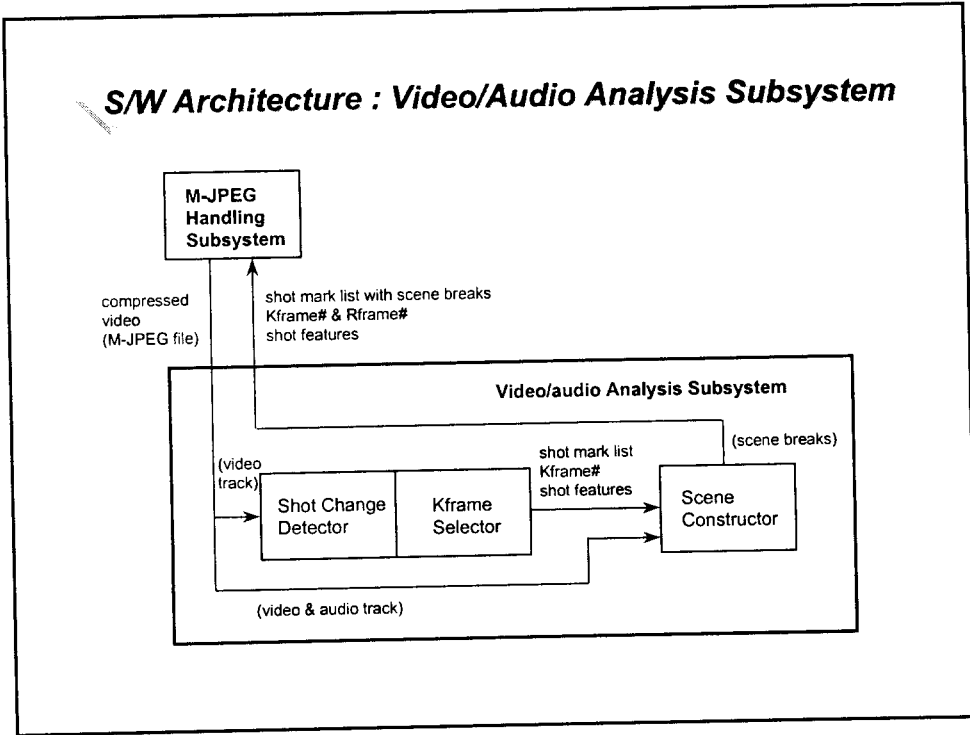 S/W Architecture : Video/Audio Analysis Subsystem
M-JPEG
Handling
Subsystem
compressed
video
(M-JPEG file)
shot mark list with scene breaks
Kframe# & Rframe#
shot features
Video/audio Analysis Subsystem
(video
track)
Shot Change
Detector
Kframe
Selector
shot mark list
Kframe#
shot features
(scene breaks)
Scene
Constructor
(video & audio track)